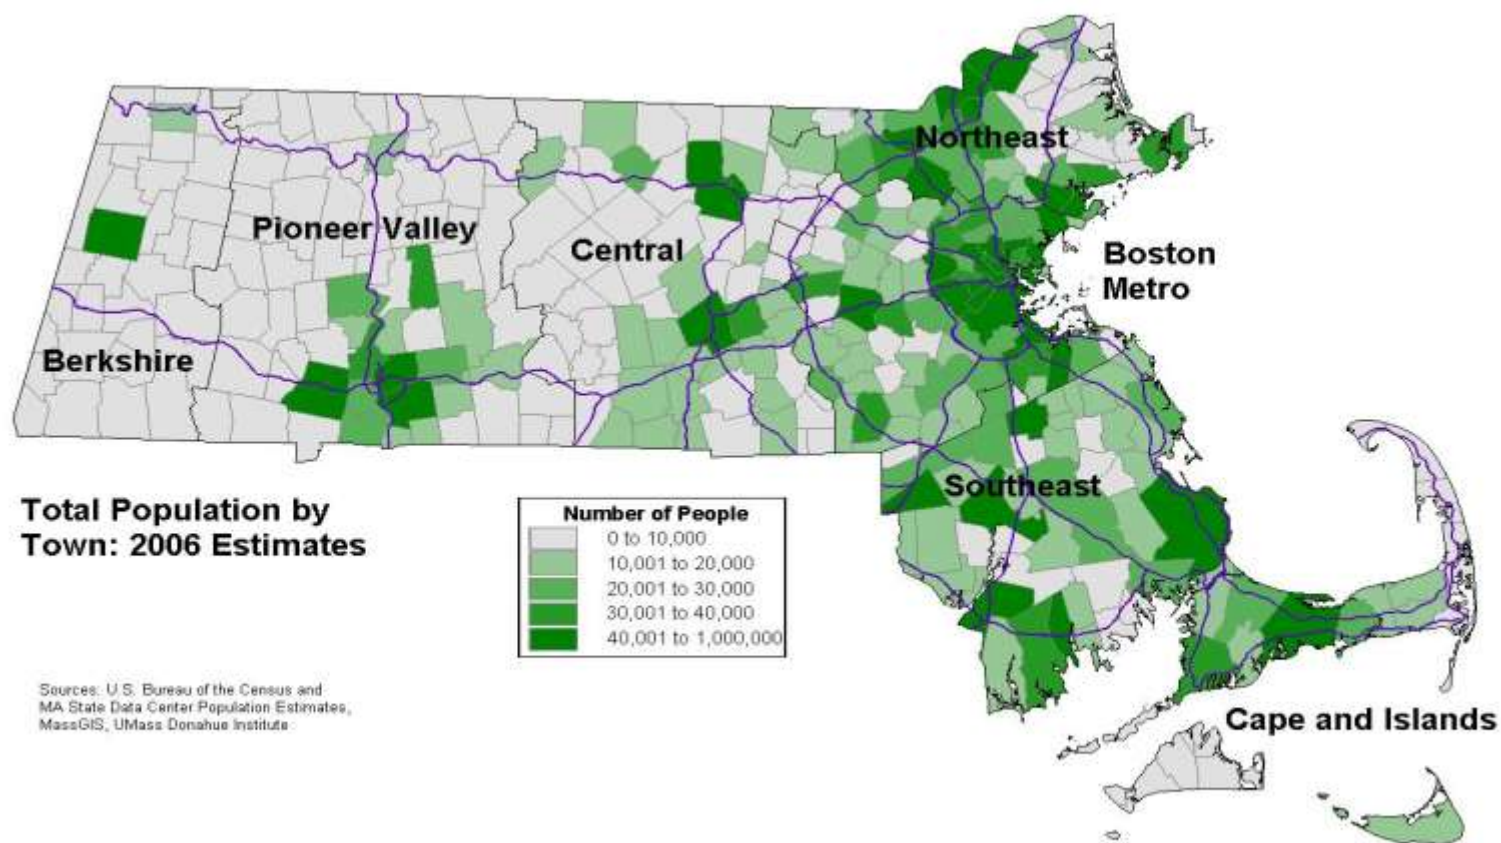 Northeast
Pioneer Valley
Central
Boston
Metro
Berkshire
Southeast
Total Population by
Town: 2006 Estimates
Number of People
0 to 10,000
10,001 to 20,000
20,001 to 30,000
30,001 to 40,000
40,001 to 1,000,000
Sources: U.S. Bureau of the Census and
MA State Data Center Population Estimates,
MassGIS, UMass Donahue Institute
Cape and Islands